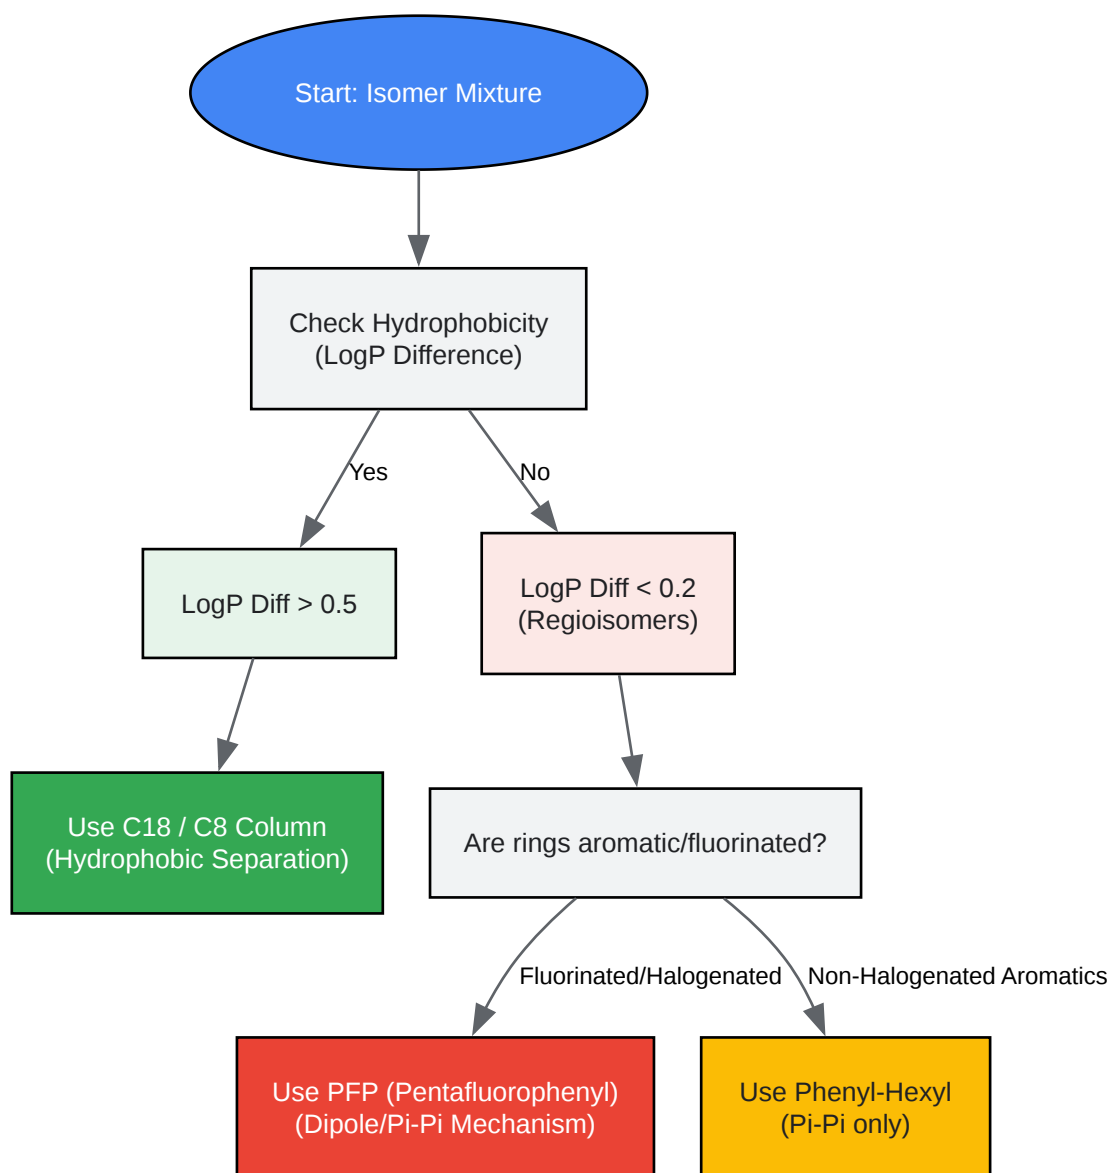 Start: Isomer Mixture
Check Hydrophobicity
(LogP Difference)
Yes
No
LogP Diff > 0.5
LogP Diff < 0.2
(Regioisomers)
Use C18 / C8 Column
(Hydrophobic Separation)
Are rings aromatic/fluorinated?
Fluorinated/Halogenated
Non-Halogenated Aromatics
Use PFP (Pentafluorophenyl)
(Dipole/Pi-Pi Mechanism)
Use Phenyl-Hexyl
(Pi-Pi only)